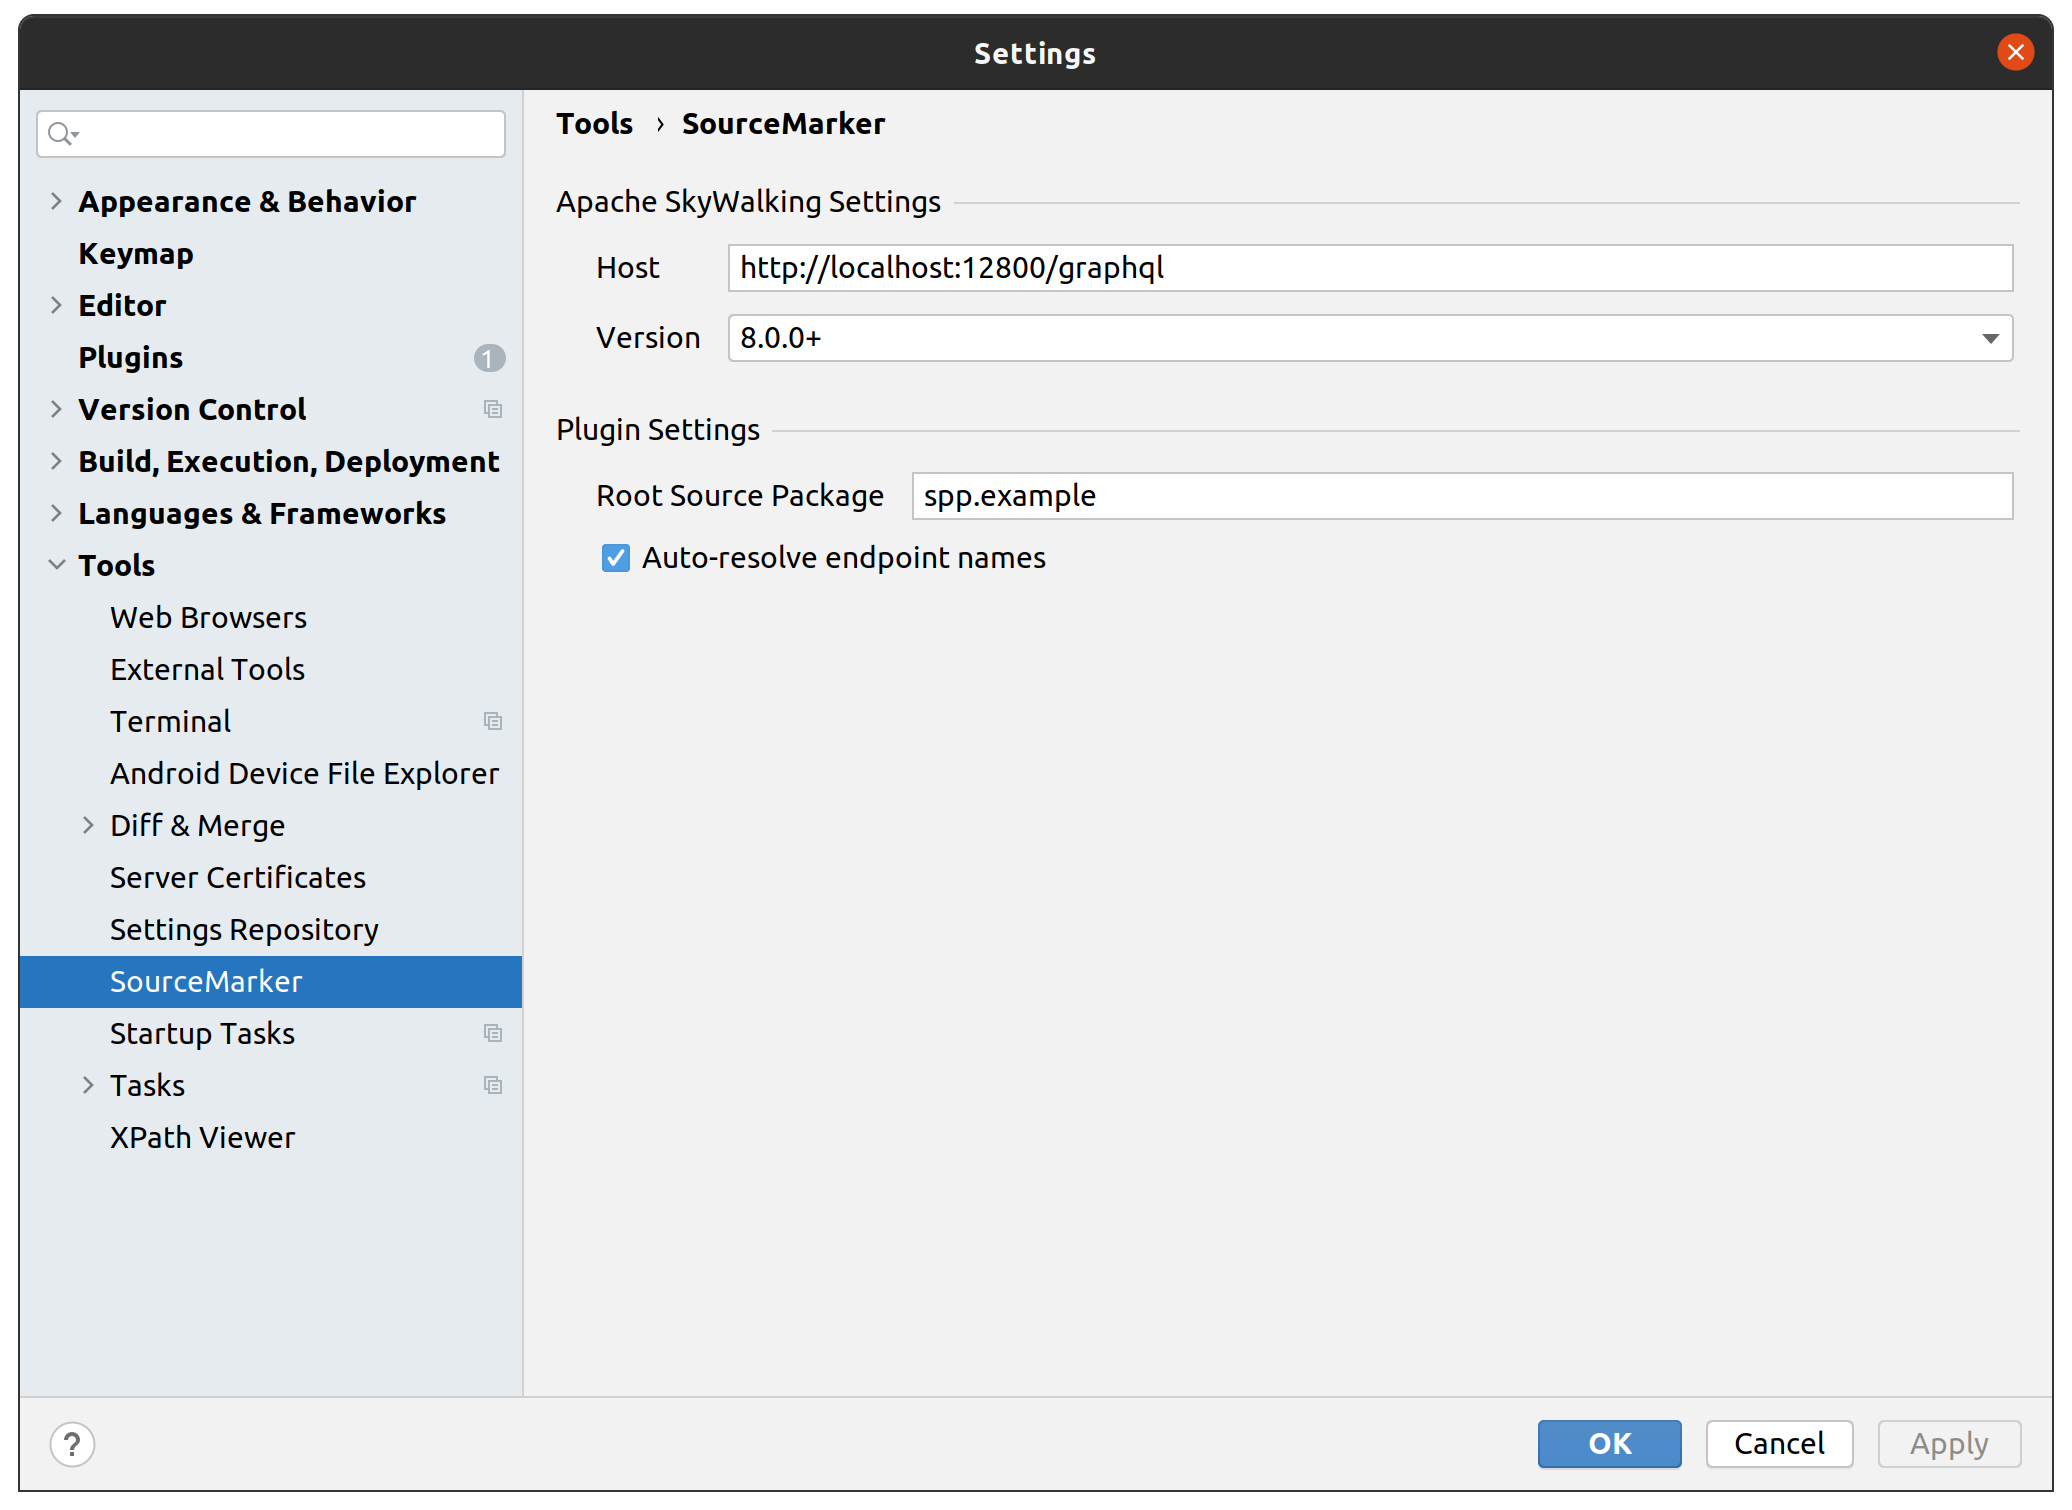 Settings
Appearance & Behavior
Keymap
Editor
Plugins 1
Version Control
Build, Execution, Deployment
Languages & Frameworks
Tools
Web Browsers
External Tools
Terminal
Android Device File Explorer
Diff & Merge
Server Certificates
Settings Repository
SourceMarker
Startup Tasks
Tasks
XPath Viewer
Tools › SourceMarker
Apache SkyWalking Settings
Host http://localhost:12800/graphql
Version 8.0.0+
Plugin Settings
Root Source Package spp.example
Auto-resolve endpoint names
? OK Cancel Apply